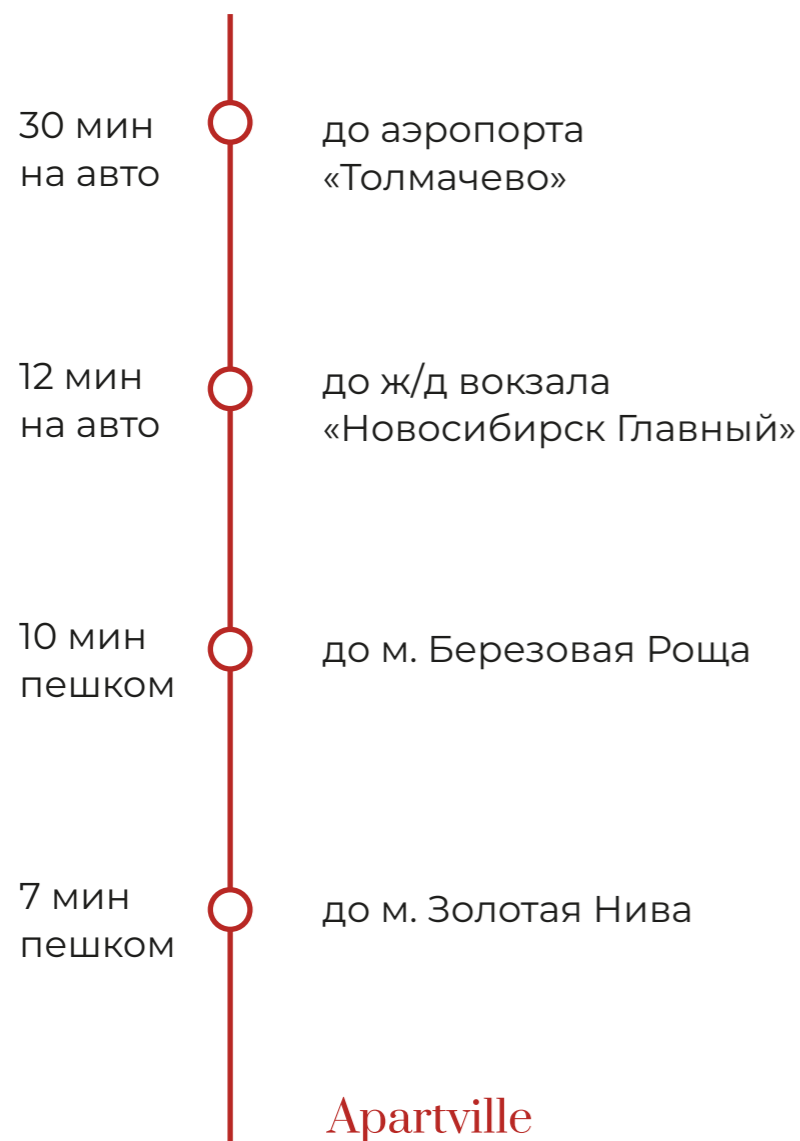 30 мин
на авто
до аэропорта
«Толмачево»
12 мин
на авто
до ж/д вокзала
«Новосибирск Главный»
10 мин
пешком
до м. Березовая Роща
7 мин
пешком
до м. Золотая Нива
Apartville